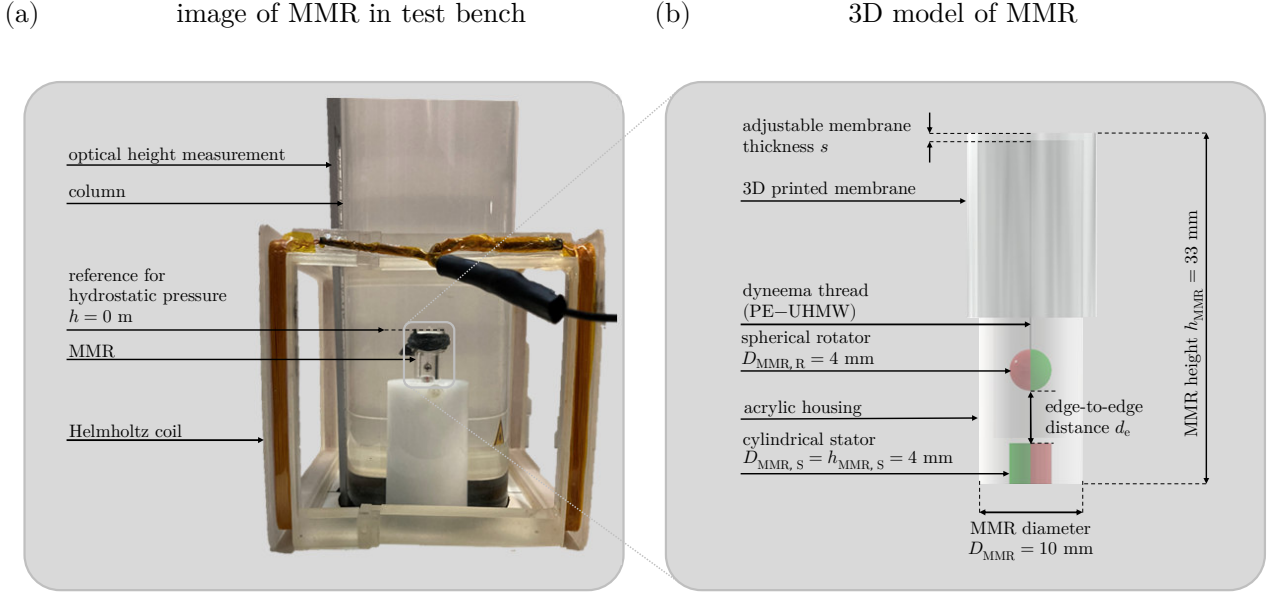 (a) image of MMR in test bench
(b) 3D model of MMR
optical height measurement
column
reference for
hydrostatic pressure
h = 0 m
MMR
Helmholtz coil
adjustable membrane
thickness s
3D printed membrane
dyneema thread
(PE−UHMW)
spherical rotator
D_MMR, R = 4 mm
acrylic housing
cylindrical stator
D_MMR, S = h_MMR, S = 4 mm
edge-to-edge
distance d_e
MMR height h_MMR = 33 mm
MMR diameter
D_MMR = 10 mm